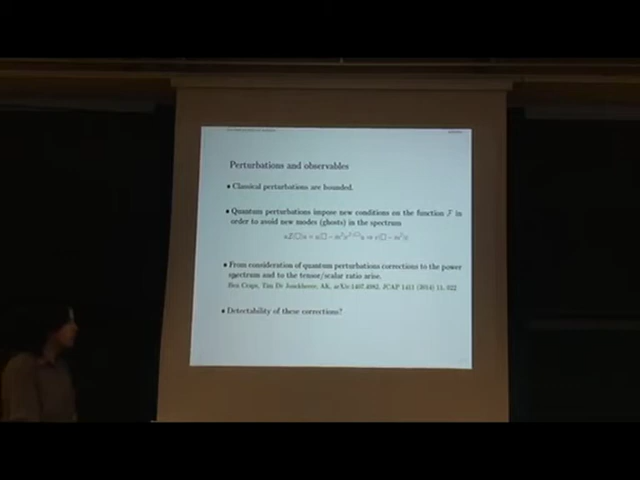 Perturbations and observables
• Classical perturbations are bounded.
• Quantum perturbations impose new conditions on the function F in
order to avoid new modes (ghosts) in the spectrum
• From consideration of quantum perturbations corrections to the power
spectrum and to the tensor/scalar ratio arise.
Ben Craps, Tim De Jonckheere, AK, arXiv:1407.4982, JCAP 1411 (2014) 11, 022
• Detectability of these corrections?